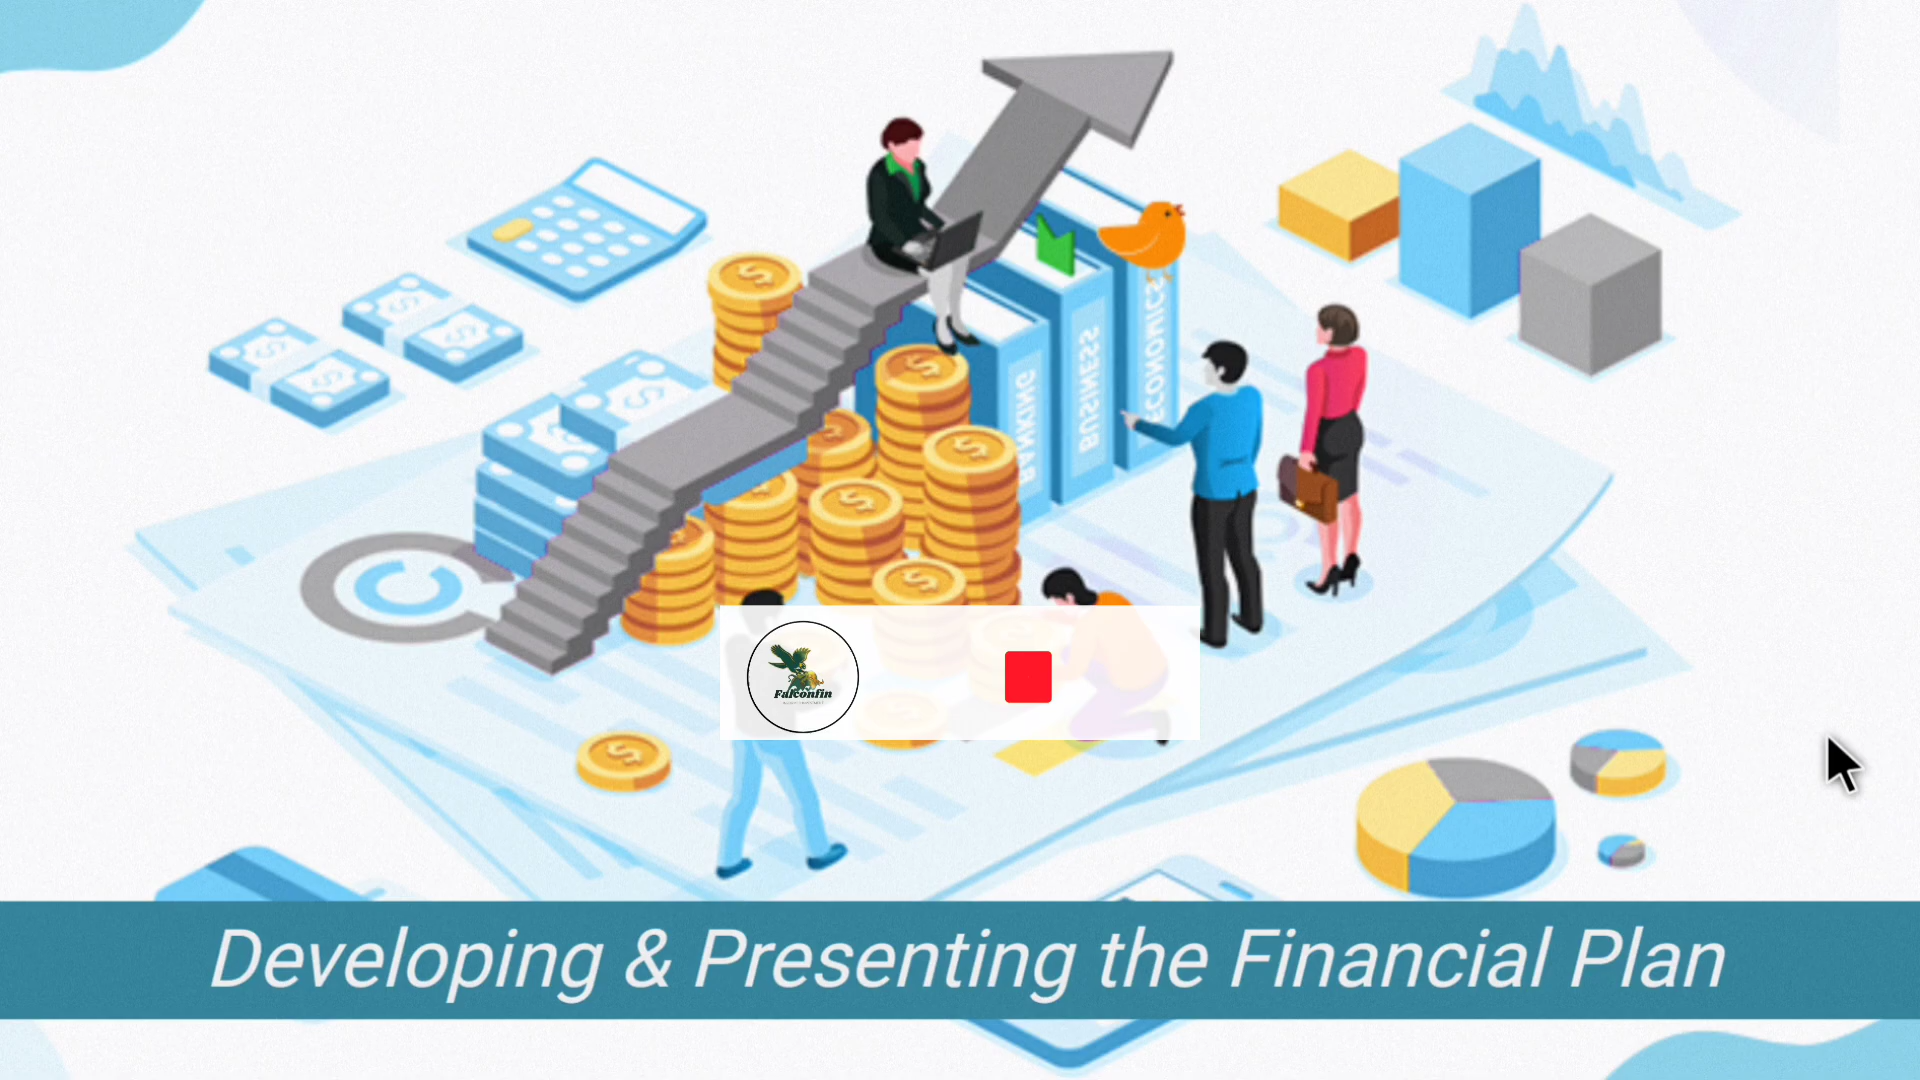 ECONOMICS
BUSINESS
BANKING
Falconfin
Developing & Presenting the Financial Plan